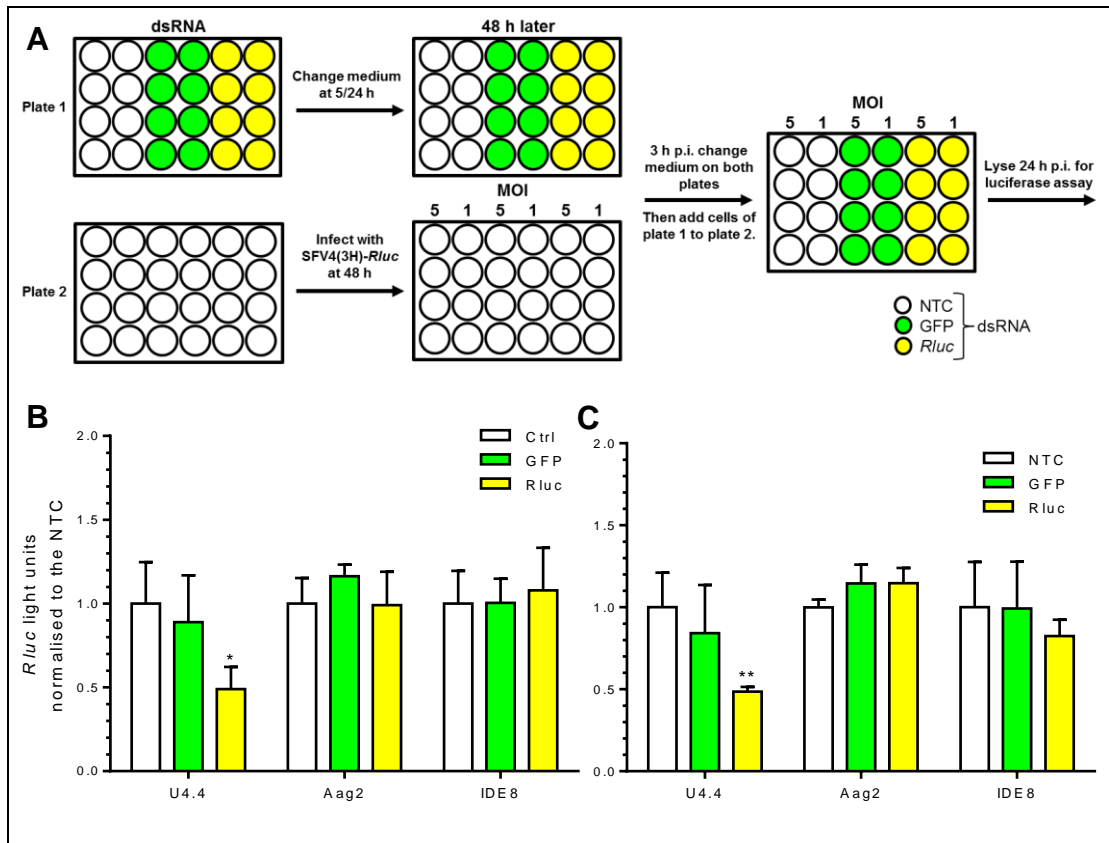 A
dsRNA
48 h later
Plate 1
Change medium
at 5/24 h
MOI
5 1 5 1 5 1
3 h p.i. change
medium on both
plates
Then add cells of
plate 1 to plate 2.
Lyse 24 h p.i. for
luciferase assay
MOI
5 1 5 1 5 1
Plate 2
Infect with
SFV4(3H)-Rluc
at 48 h
NTC
GFP
Rluc
dsRNA
B
Rluc light units
normalised to the NTC
2.0
1.5
1.0
0.5
0.0
Ctrl
GFP
Rluc
*
U4.4 Aag2 IDE8
C
2.0
1.5
1.0
0.5
0.0
NTC
GFP
Rluc
**
U4.4 Aag2 IDE8